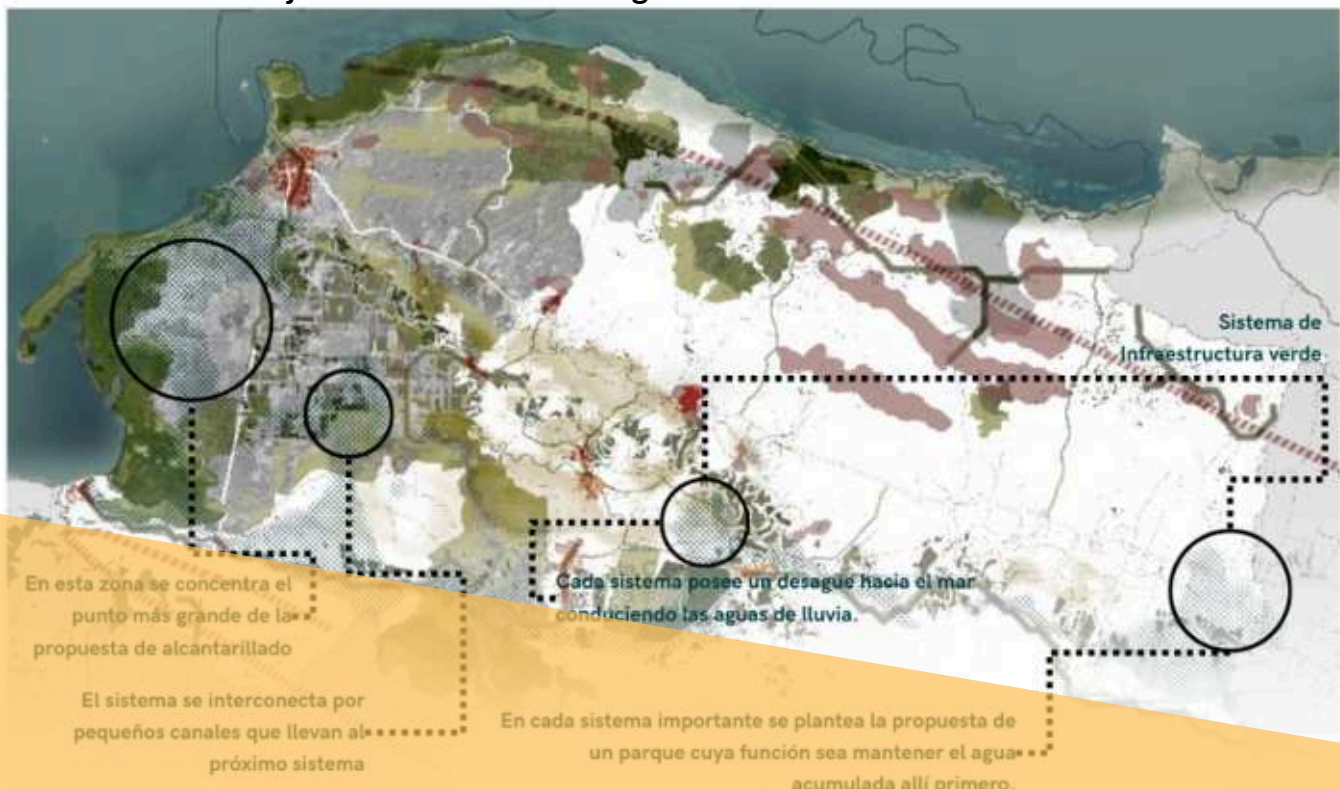 Sistema de
Infraestructura verde
Cada sistema posee un desague hacia el mar
conduciendo las aguas de lluvia.
En esta zona se concentra el
punto más grande de la
propuesta de alcantarillado
El sistema se interconecta por
pequeños canales que llevan al
próximo sistema
En cada sistema importante se plantea la propuesta de
un parque cuya función sea mantener el agua
acumulada allí primero.